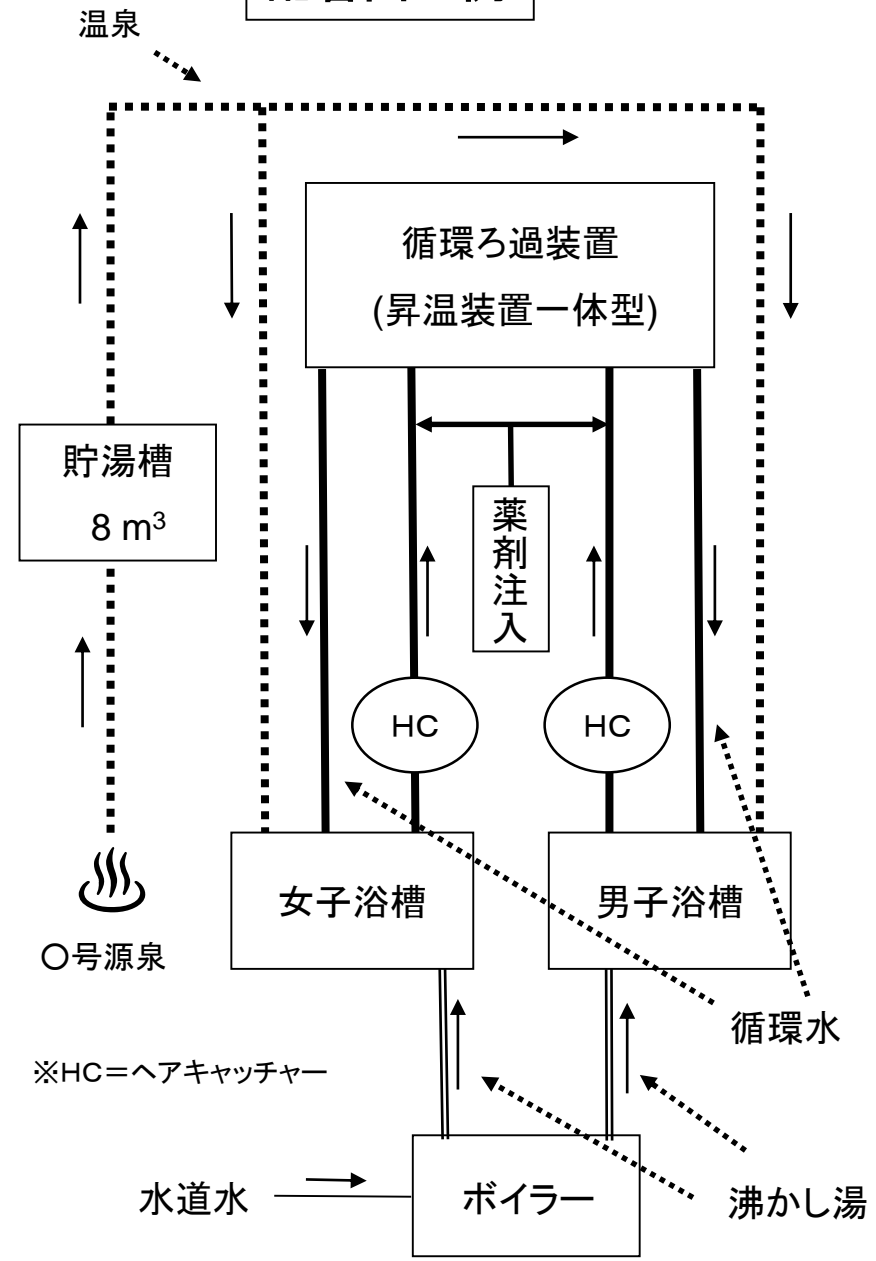 温泉
循環ろ過装置
(昇温装置一体型)
貯湯槽
8 m³
薬剤注入
HC
HC
女子浴槽
男子浴槽
〇号源泉
循環水
※HC=ヘアキャッチャー
水道水
ボイラー
沸かし湯